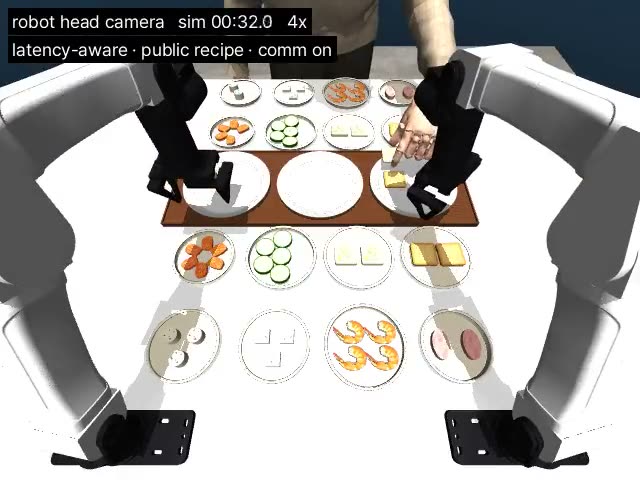 robot head camera   sim 00:32.0   4x
latency-aware · public recipe · comm on